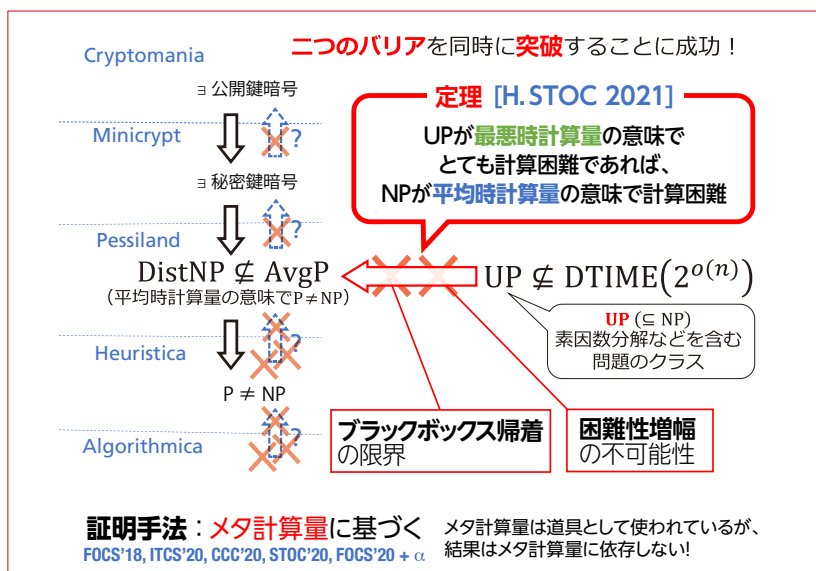 二つのバリアを同時に突破することに成功！
Cryptomania
∃ 公開鍵暗号
Minicrypt
?
∃ 秘密鍵暗号
?
Pessiland
定理 [H. STOC 2021]
UPが最悪時計算量の意味で
とても計算困難であれば、
NPが平均時計算量の意味で計算困難
DistNP ⊈ AvgP
（平均時計算量の意味でP≠NP）
UP ⊈ DTIME(2^{o(n)})
UP (⊆ NP)
素因数分解などを含む
問題のクラス
Heuristica
?
P ≠ NP
?
Algorithmica
ブラックボックス帰着
の限界
困難性増幅
の不可能性
証明手法：メタ計算量に基づく
FOCS'18, ITCS'20, CCC'20, STOC'20, FOCS'20 + α
メタ計算量は道具として使われているが、
結果はメタ計算量に依存しない!